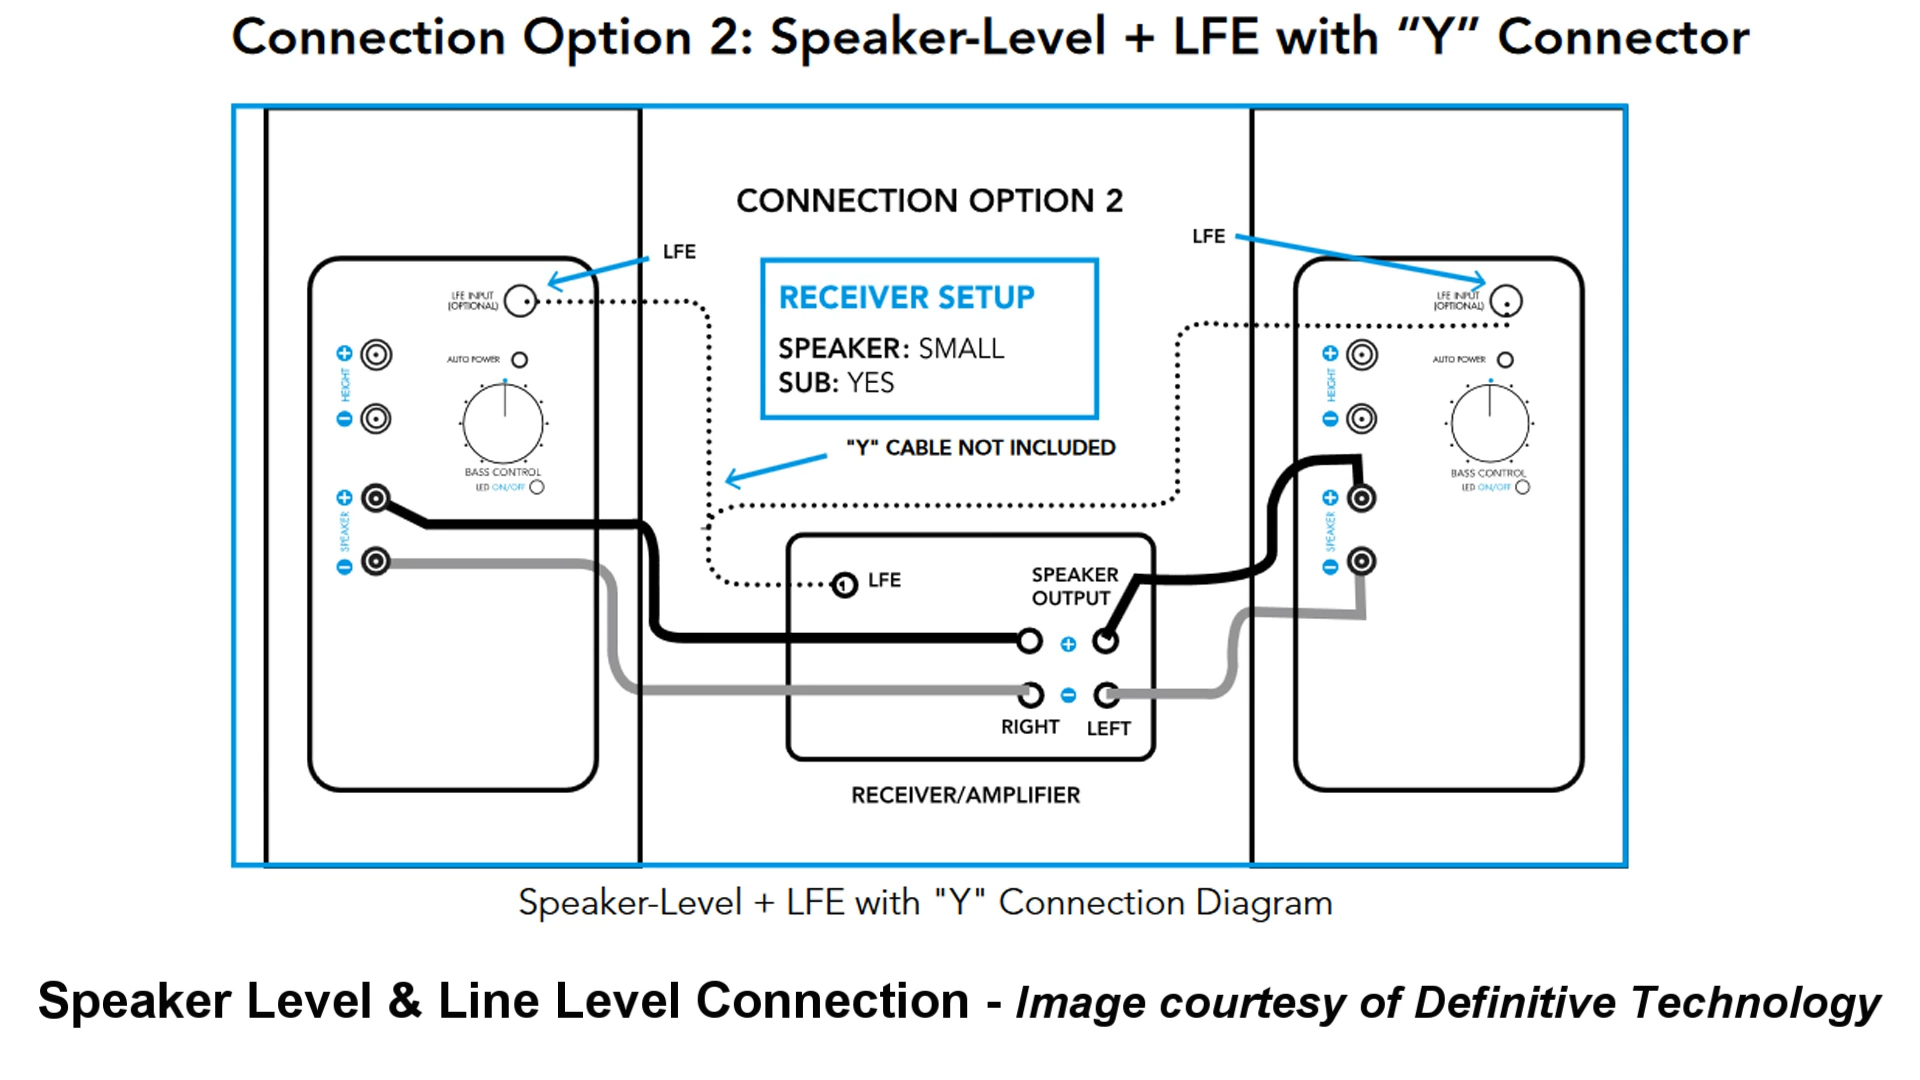 Connection Option 2: Speaker-Level + LFE with “Y” Connector
CONNECTION OPTION 2
LFE
LFE
RECEIVER SETUP
SPEAKER: SMALL
SUB: YES
"Y" CABLE NOT INCLUDED
LFE INPUT
(OPTIONAL)
AUTO POWER
+
HEIGHT
−
BASS CONTROL
LED ON/OFF
+
SPEAKER
−
LFE INPUT
(OPTIONAL)
AUTO POWER
+
HEIGHT
−
BASS CONTROL
LED ON/OFF
+
SPEAKER
−
LFE
SPEAKER
OUTPUT
+
−
RIGHT
LEFT
RECEIVER/AMPLIFIER
Speaker-Level + LFE with "Y" Connection Diagram
Speaker Level & Line Level Connection - Image courtesy of Definitive Technology